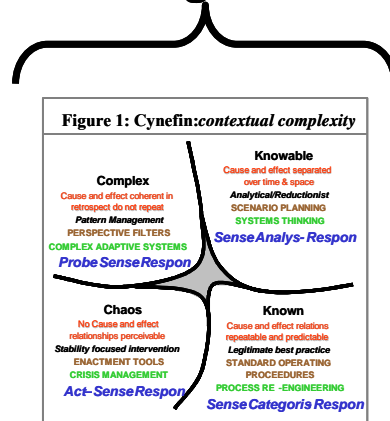 Figure 1: Cynefin:contextual complexity
Complex
Cause and effect coherent in
retrospect do not repeat
Pattern Management
PERSPECTIVE FILTERS
COMPLEX ADAPTIVE SYSTEMS
Probe Sense Respon
Knowable
Cause and effect separated
over time & space
Analytical/Reductionist
SCENARIO PLANNING
SYSTEMS THINKING
Sense Analys- Respon
Chaos
No Cause and effect
relationships perceivable
Stability focused intervention
ENACTMENT TOOLS
CRISIS MANAGEMENT
Act–Sense Respon
Known
Cause and effect relations
repeatable and predictable
Legitimate best practice
STANDARD OPERATING
PROCEEDURES
PROCESS RE -ENGINEERING
Sense Categoris Respon